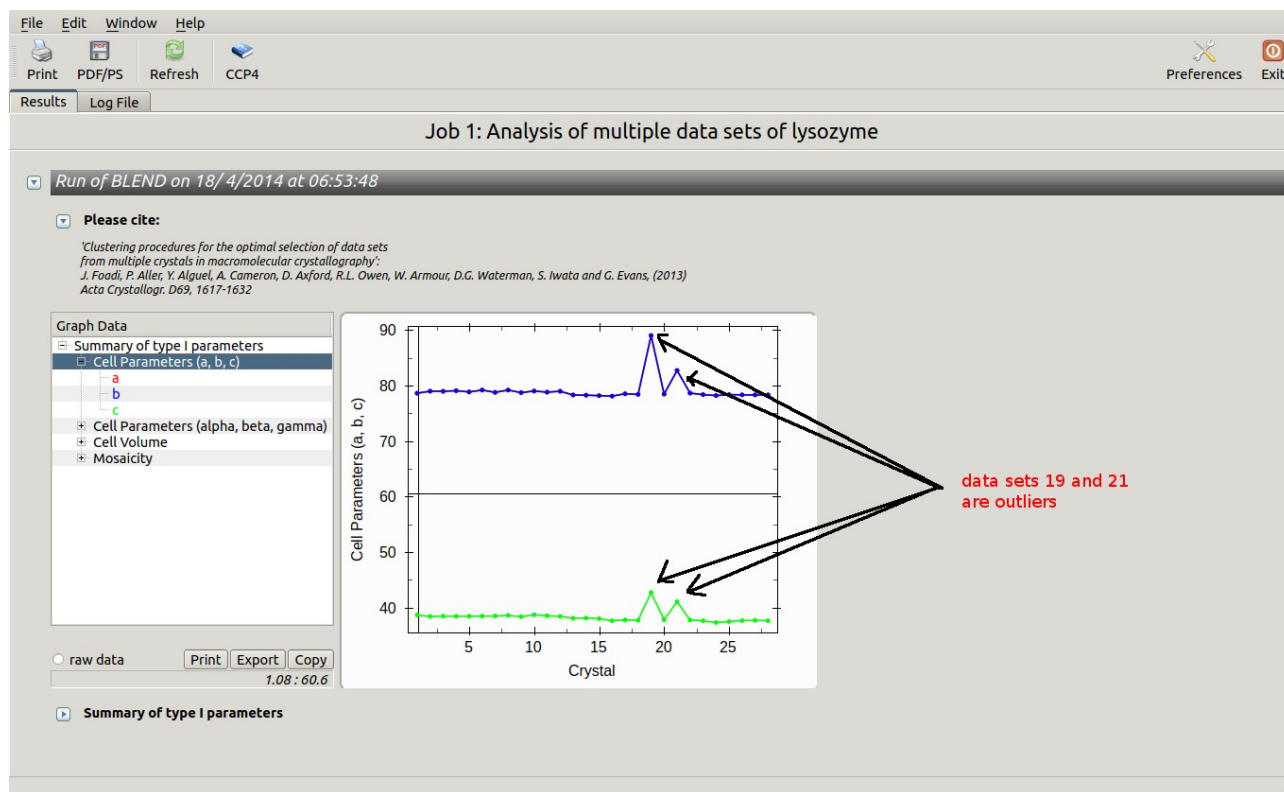 File Edit Window Help
Print PDF/PS Refresh CCP4 Preferences Exit
Results Log File
Job 1: Analysis of multiple data sets of lysozyme
Run of BLEND on 18/ 4/2014 at 06:53:48
Please cite:
'Clustering procedures for the optimal selection of data sets
from multiple crystals in macromolecular crystallography':
J. Foadi, P. Aller, Y. Alguel, A. Cameron, D. Axford, R.L. Owen, W. Armour, D.G. Waterman, S. Iwata and G. Evans, (2013)
Acta Crystallogr. D69, 1617-1632
Graph Data
Summary of type I parameters
Cell Parameters (a, b, c)
a
b
c
Cell Parameters (alpha, beta, gamma)
Cell Volume
Mosaicity
raw data Print Export Copy
1.08 : 60.6
Cell Parameters (a, b, c)
90
80
70
60
50
40
5 10 15 20 25
Crystal
data sets 19 and 21
are outliers
Summary of type I parameters